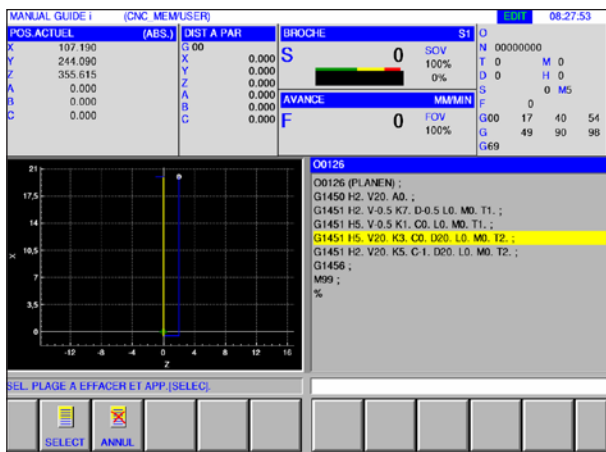 MANUAL GUIDE i (CNC_MEM/USER) EDIT 08.27.53
POS.ACTUEL (ABS.)
X 107.190
Y 244.090
Z 355.615
A 0.000
B 0.000
C 0.000
DIST A PAR
G 00
X 0.000
Y 0.000
Z 0.000
A 0.000
B 0.000
C 0.000
BROCHE S1
S 0 SOV
100%
0%
AVANCE MM/MIN
F 0 FOV
100%
O
N 00000000
T 0 M 0
D 0 H 0
S 0 M5
F 0
G00 17 40 54
G 49 90 98
G69
21
17,5
14
10,5
7
3,5
0
X
-12 -8 -4 0 4 8 12 16
Z
O0126
O0126 (PLANEN) ;
G1450 H2. V20. A0. ;
G1451 H2. V-0.5 K7. D-0.5 L0. M0. T1. ;
G1451 H5. V-0.5 K1. C0. L0. M0. T1. ;
G1451 H5. V20. K3. C0. D20. L0. M0. T2. ;
G1451 H2. V20. K5. C-1. D20. L0. M0. T2. ;
G1456 ;
M99 ;
%
SEL. PLAGE A EFFACER ET APP.[SELEC].
SELECT ANNUL